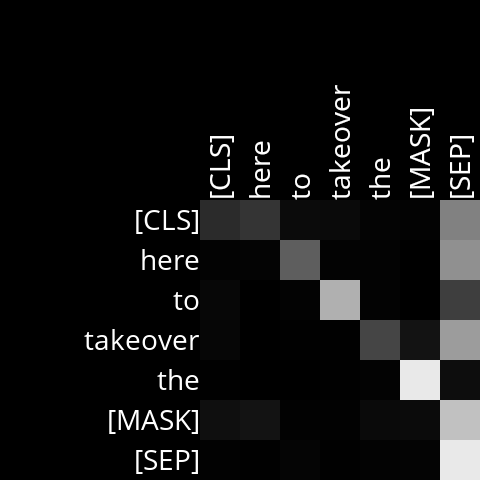 [CLS]
here
to
takeover
the
[MASK]
[SEP]
[CLS]
here
to
takeover
the
[MASK]
[SEP]